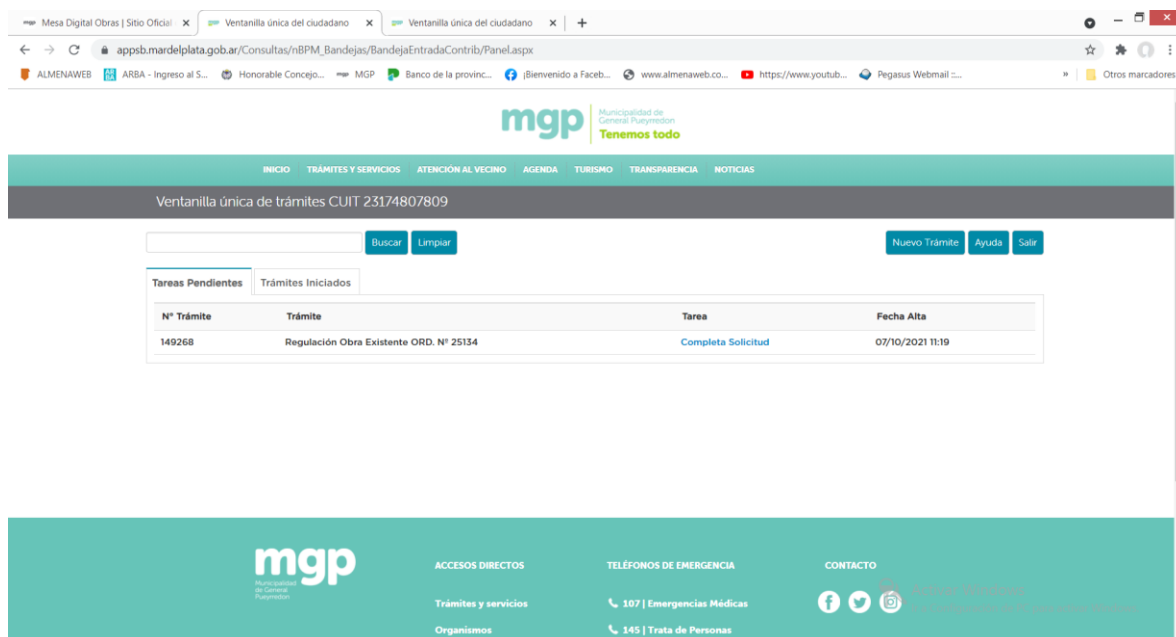 Mesa Digital Obras | Sitio Oficial
Ventanilla única del ciudadano
Ventanilla única del ciudadano
appsb.mardelplata.gob.ar/Consultas/nBPM_Bandejas/BandejaEntradaContrib/Panel.aspx
ALMENAWEB ARBA - Ingreso al S... Honorable Concejo... MGP Banco de la provinc... ¡Bienvenido a Faceb... www.almenaweb.co... https://www.youtub... Pegasus Webmail ::... » Otros marcadores
mgp
Municipalidad de
General Pueyrredon
Tenemos todo
INICIO TRÁMITES Y SERVICIOS ATENCIÓN AL VECINO AGENDA TURISMO TRANSPARENCIA NOTICIAS
Ventanilla única de trámites CUIT 23174807809
Buscar Limpiar Nuevo Trámite Ayuda Salir
Tareas Pendientes Trámites Iniciados
N° Trámite Trámite Tarea Fecha Alta
149268 Regulación Obra Existente ORD. Nº 25134 Completa Solicitud 07/10/2021 11:19
mgp
Municipalidad
de General
Pueyrredon
ACCESOS DIRECTOS
Trámites y servicios
Organismos
TELÉFONOS DE EMERGENCIA
107 | Emergencias Médicas
145 | Trata de Personas
CONTACTO
Activar Windows